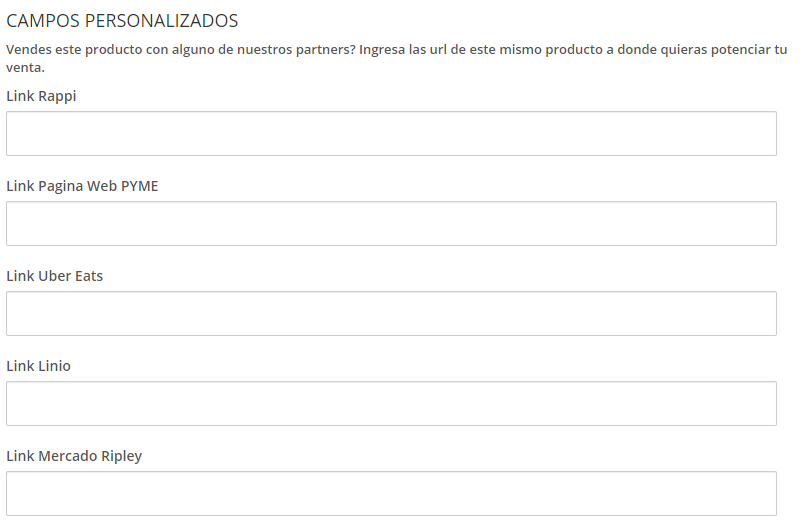 CAMPOS PERSONALIZADOS
Vendes este producto con alguno de nuestros partners? Ingresa las url de este mismo producto a donde quieras potenciar tu
venta.
Link Rappi
Link Pagina Web PYME
Link Uber Eats
Link Linio
Link Mercado Ripley